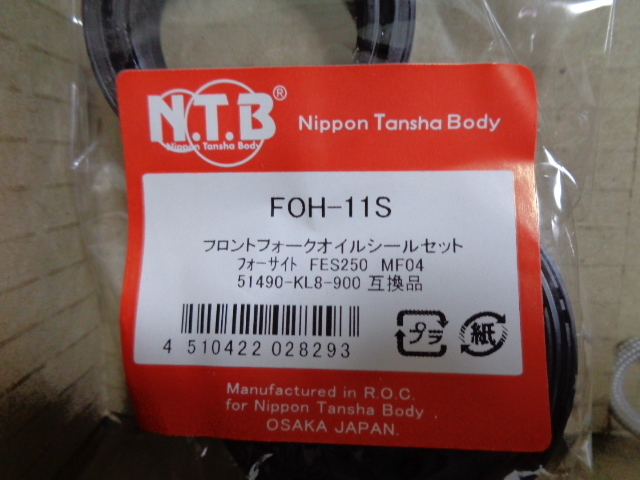 N.T.B®
Nippon Tansha Body
Nippon Tansha Body
FOH-11S
フロントフォークオイルシールセット
フォーサイト FES250 MF04
51490-KL8-900 互換品
4 510422 028293
プラ
紙
Manufactured in R.O.C.
for Nippon Tansha Body
OSAKA JAPAN.